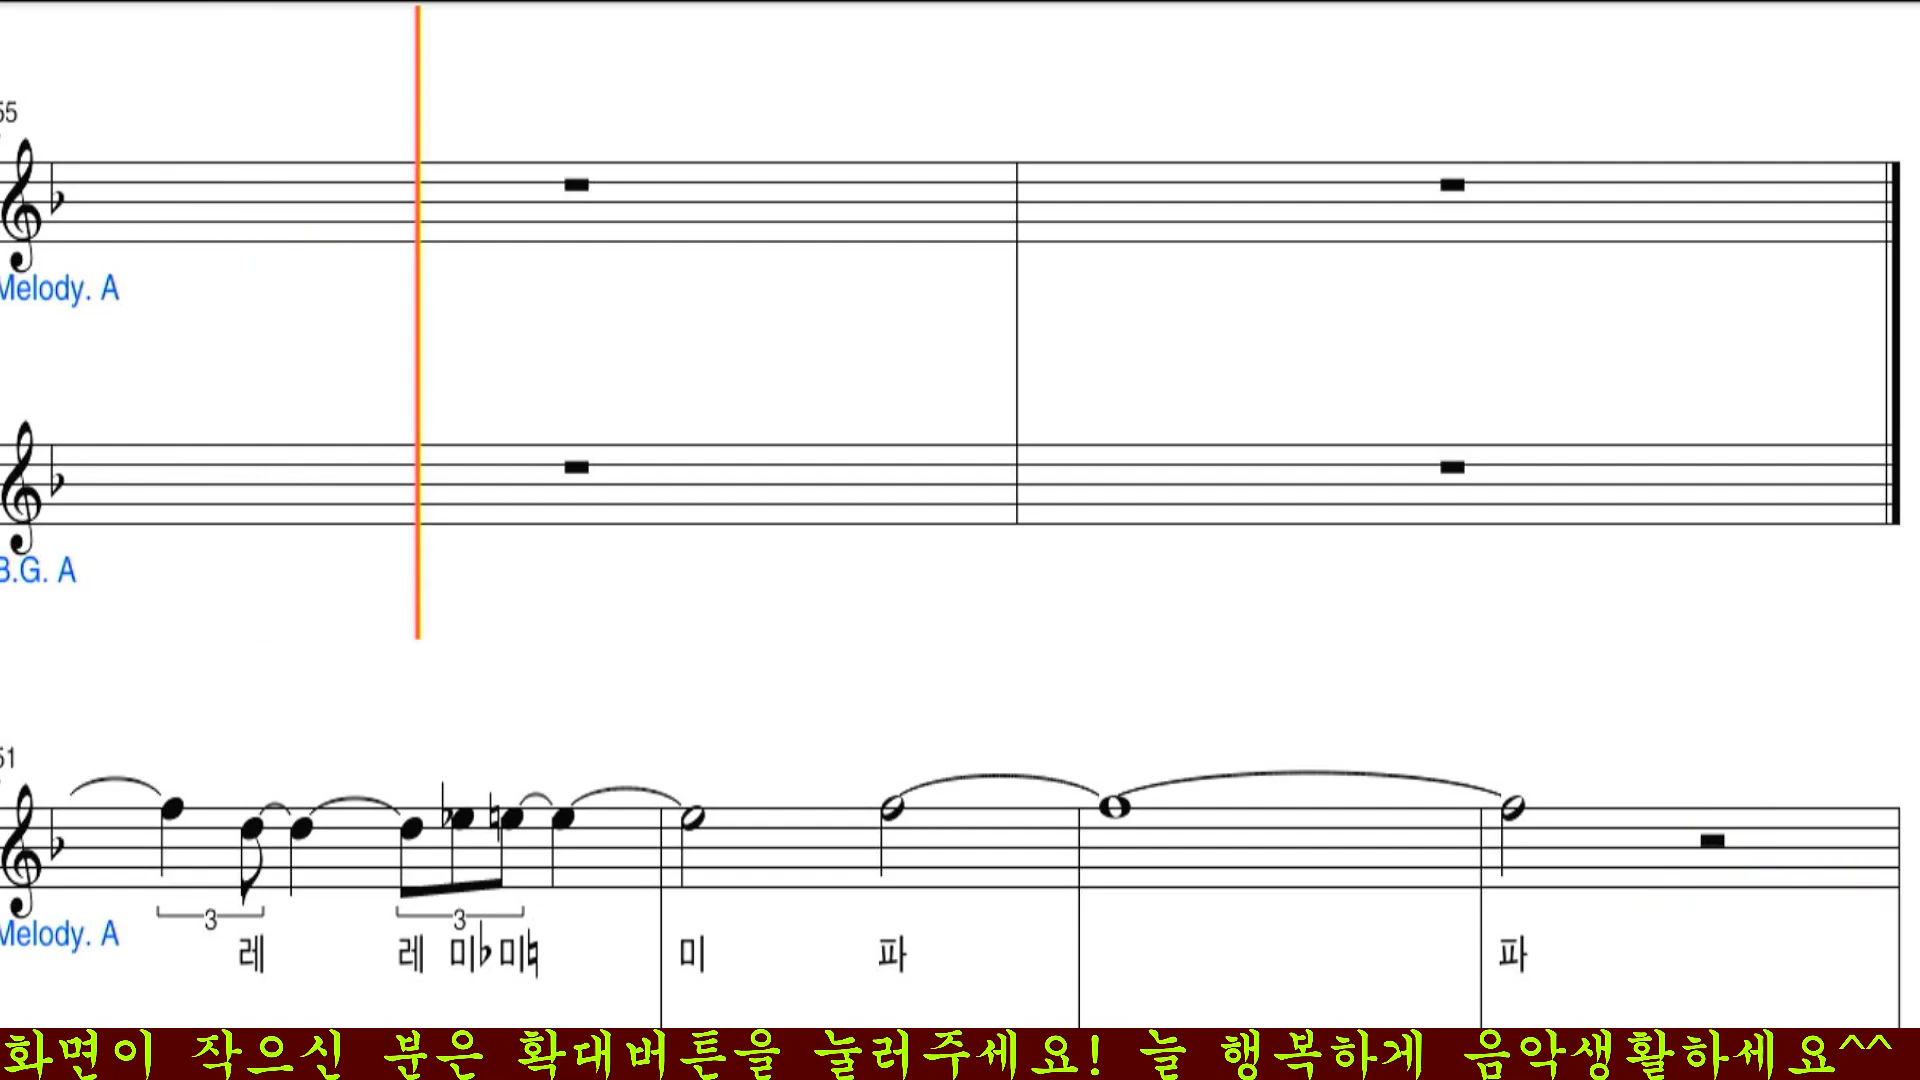 55
Melody. A
B.G. A
51
3 3
Melody. A
레 레 미♭ 미♮ 미 파 파
화면이 작으신 분은 확대버튼을 눌러주세요! 늘 행복하게 음악생활하세요^^